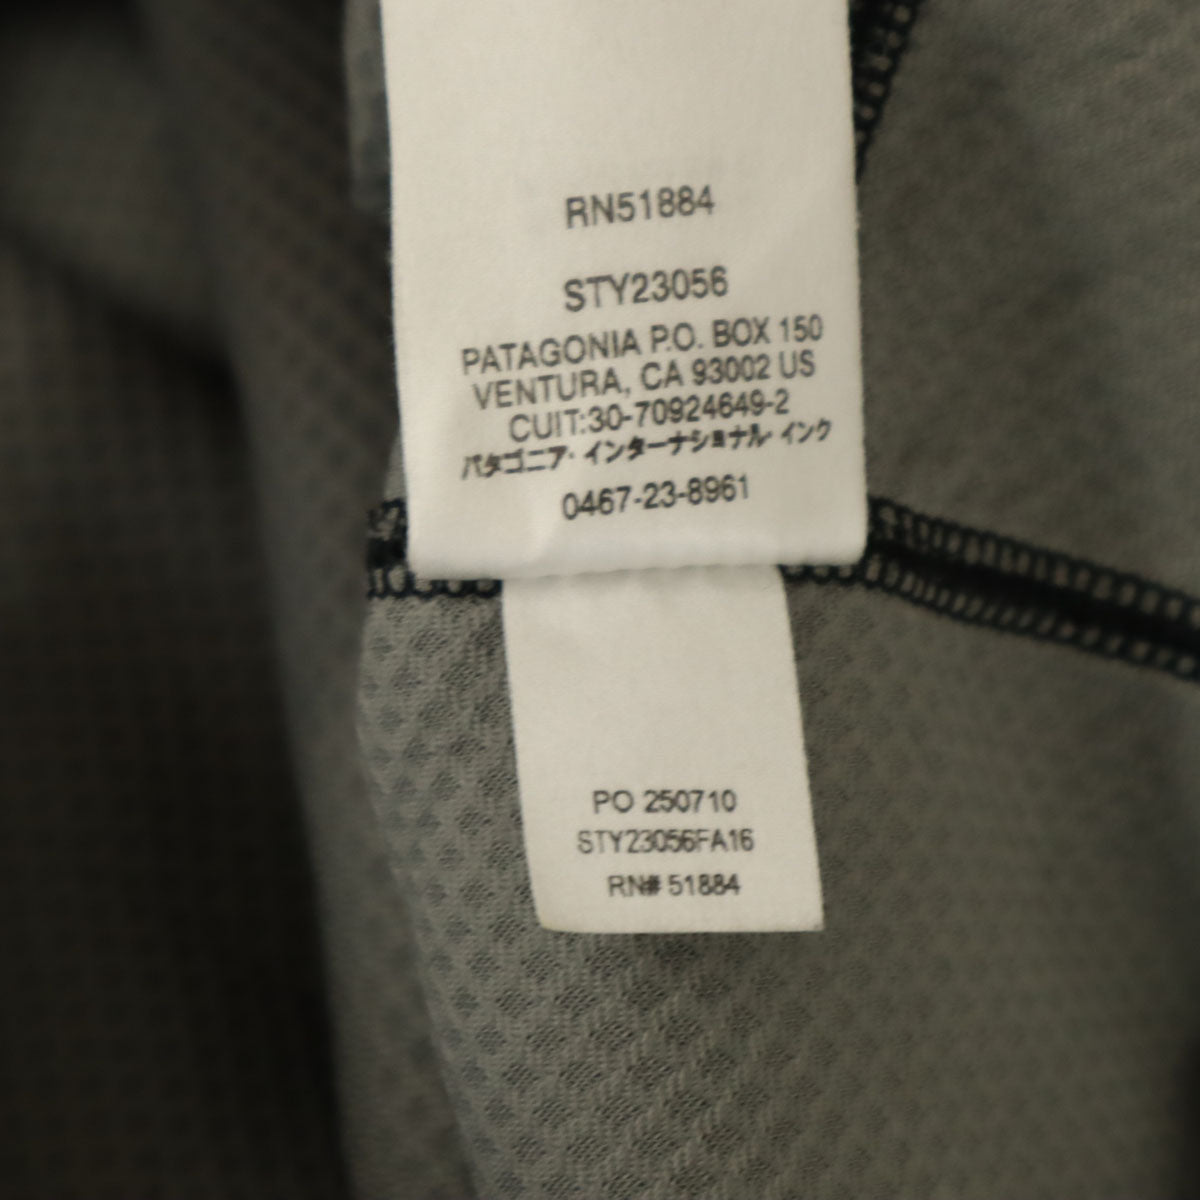 RN51884
STY23056
PATAGONIA P.O. BOX 150
VENTURA, CA 93002 US
CUIT:30-70924649-2
パタゴニア・インターナショナル・インク
0467-23-8961
PO 250710
STY23056FA16
RN# 51884